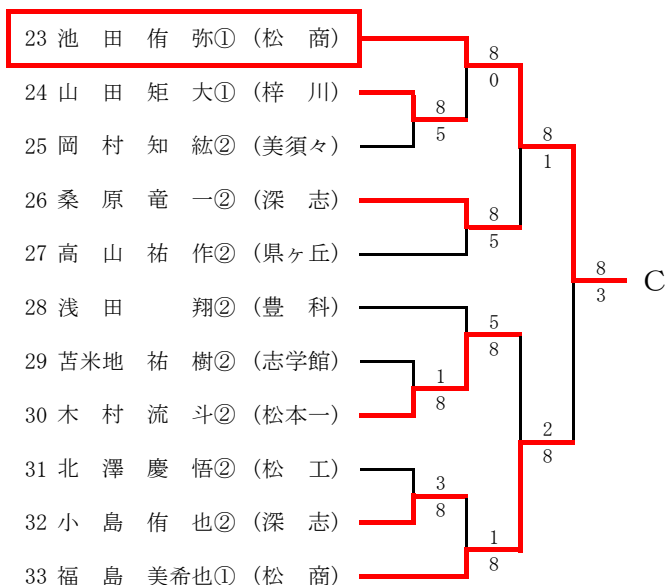 23 池田侑弥① (松商)
8
0
24 山田矩大① (梓川)
8
5
8
1
25 岡村知紘② (美須々)
26 桑原竜一② (深志)
8
5
27 高山祐作② (県ヶ丘)
8
3
C
28 浅田翔② (豊科)
5
8
29 苫米地祐樹② (志学館)
1
8
30 木村流斗② (松本一)
2
8
31 北澤慶悟② (松工)
3
8
32 小島侑也② (深志)
1
8
33 福島美希也① (松商)